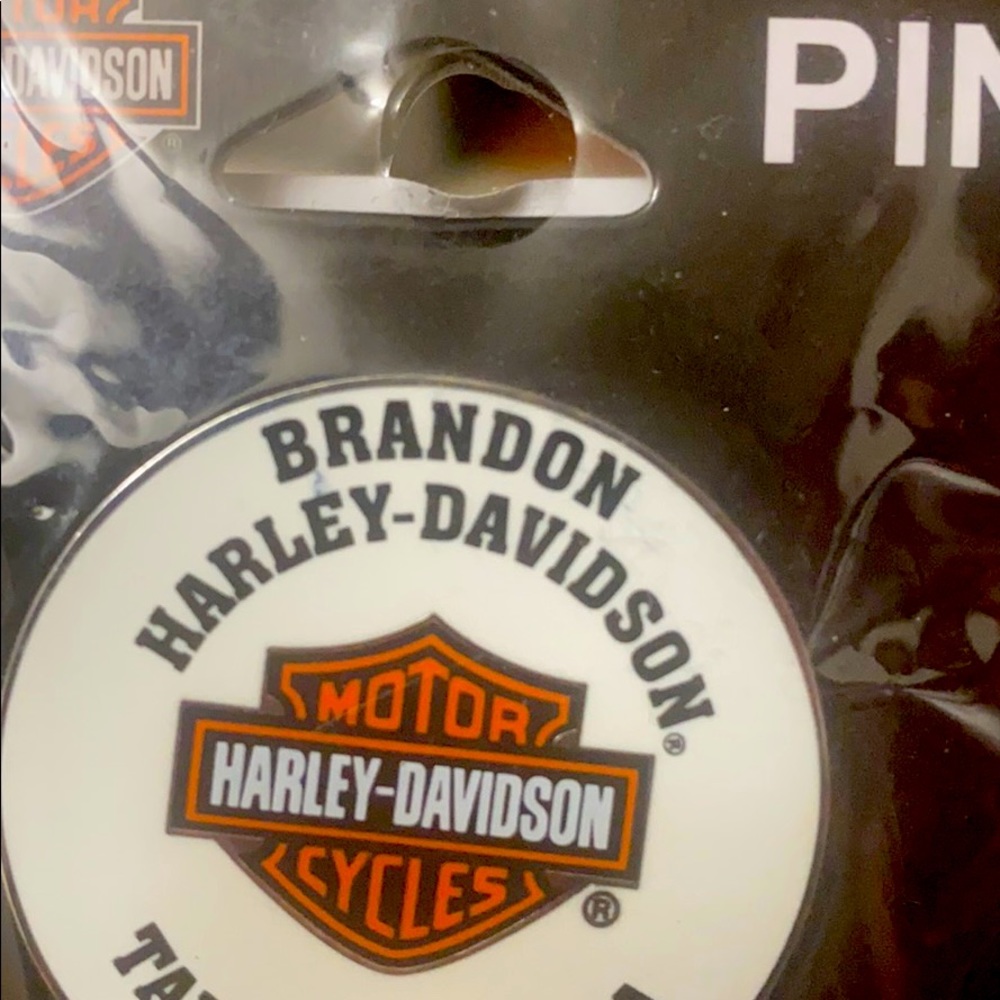 DAVIDSON
PIN
BRANDON
HARLEY-DAVIDSON®
MOTOR
HARLEY-DAVIDSON
CYCLES
®